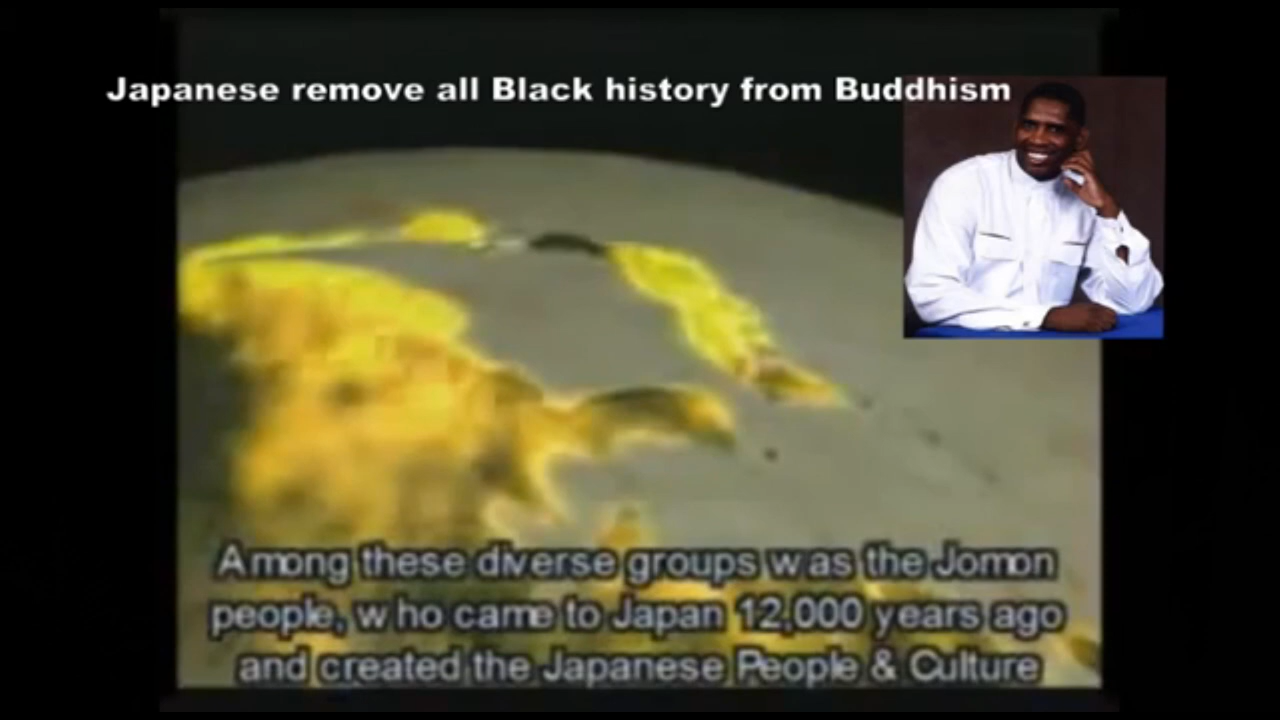 Japanese remove all Black history from Buddhism
Among these diverse groups was the Jomon
people, who came to Japan 12,000 years ago
and created the Japanese People & Culture